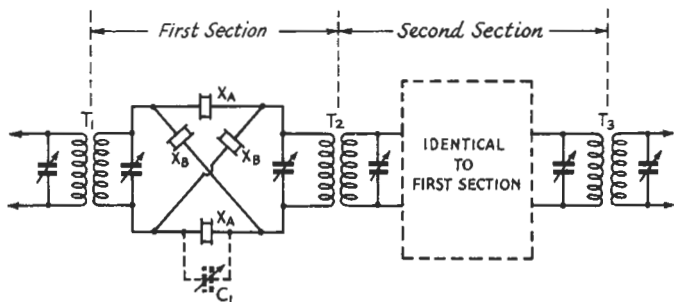 First Section
Second Section
T1
XA
XB
XB
XA
C1
T2
IDENTICAL
TO
FIRST SECTION
T3